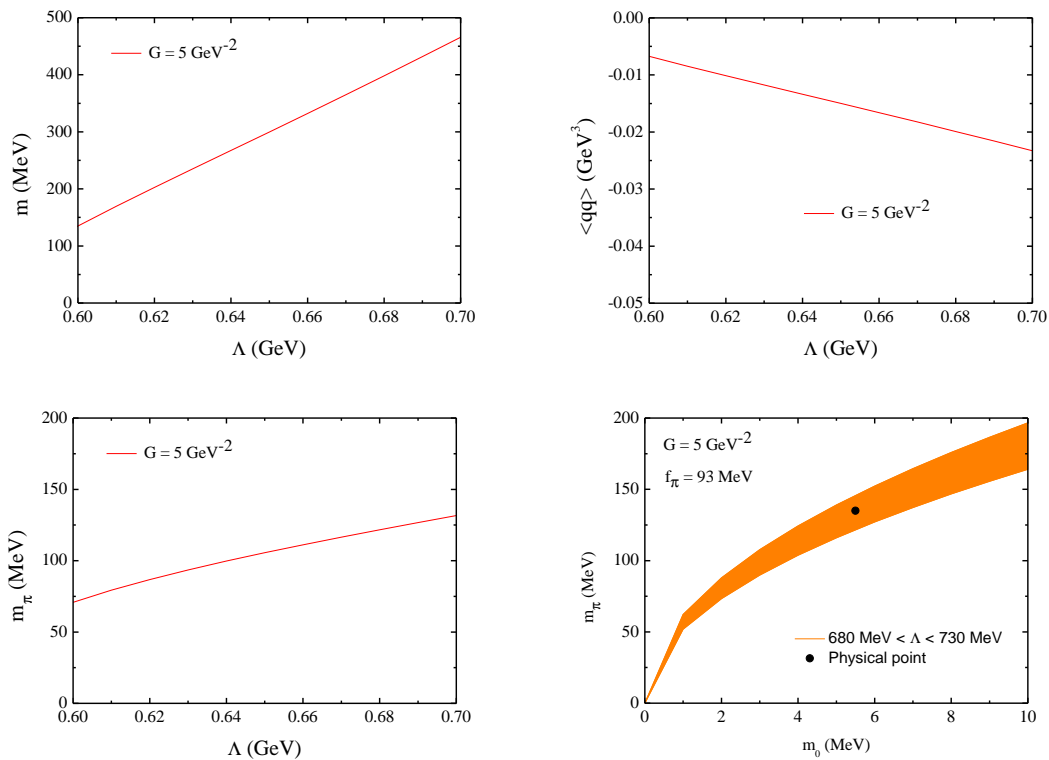 500
400
300
200
100
0
m (MeV)
G = 5 GeV-2
0.60 0.62 0.64 0.66 0.68 0.70
Λ (GeV)
0.00
-0.01
-0.02
-0.03
-0.04
-0.05
<qq> (GeV3)
G = 5 GeV-2
0.60 0.62 0.64 0.66 0.68 0.70
Λ (GeV)
200
150
100
50
0
mπ (MeV)
G = 5 GeV-2
0.60 0.62 0.64 0.66 0.68 0.70
Λ (GeV)
200
150
100
50
0
mπ (MeV)
G = 5 GeV-2
fπ = 93 MeV
680 MeV < Λ < 730 MeV
Physical point
0 2 4 6 8 10
m0 (MeV)